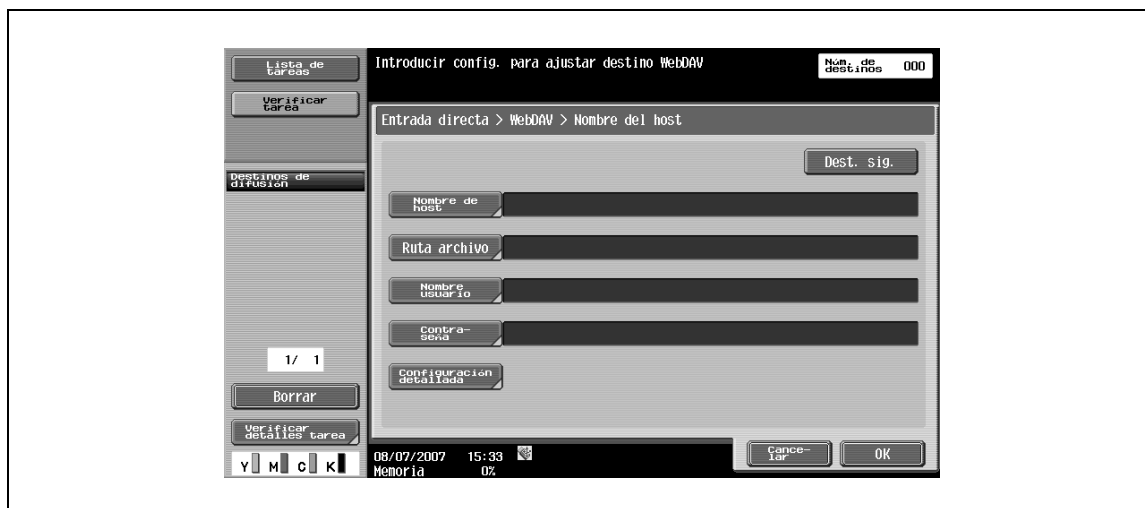 Lista de
tareas
Verificar
tarea
Destinos de
difusión
1/ 1
Borrar
Verificar
detalles tarea
Y M C K
Introducir config. para ajustar destino WebDAV
Núm. de
destinos 000
Entrada directa > WebDAV > Nombre del host
Dest. sig.
Nombre de
host
Ruta archivo
Nombre
usuario
Contra-
seña
Configuración
detallada
08/07/2007 15:33
Memoria 0%
Cance-
lar
OK